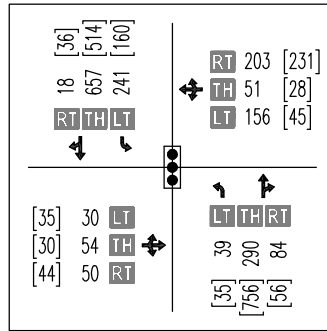 [36] [514] [160]
18 657 241
RT TH LT
RT 203 [231]
TH 51 [28]
LT 156 [45]
[35] 30 LT
[30] 54 TH
[44] 50 RT
LT TH RT
39 290 84
[35] [756] [56]